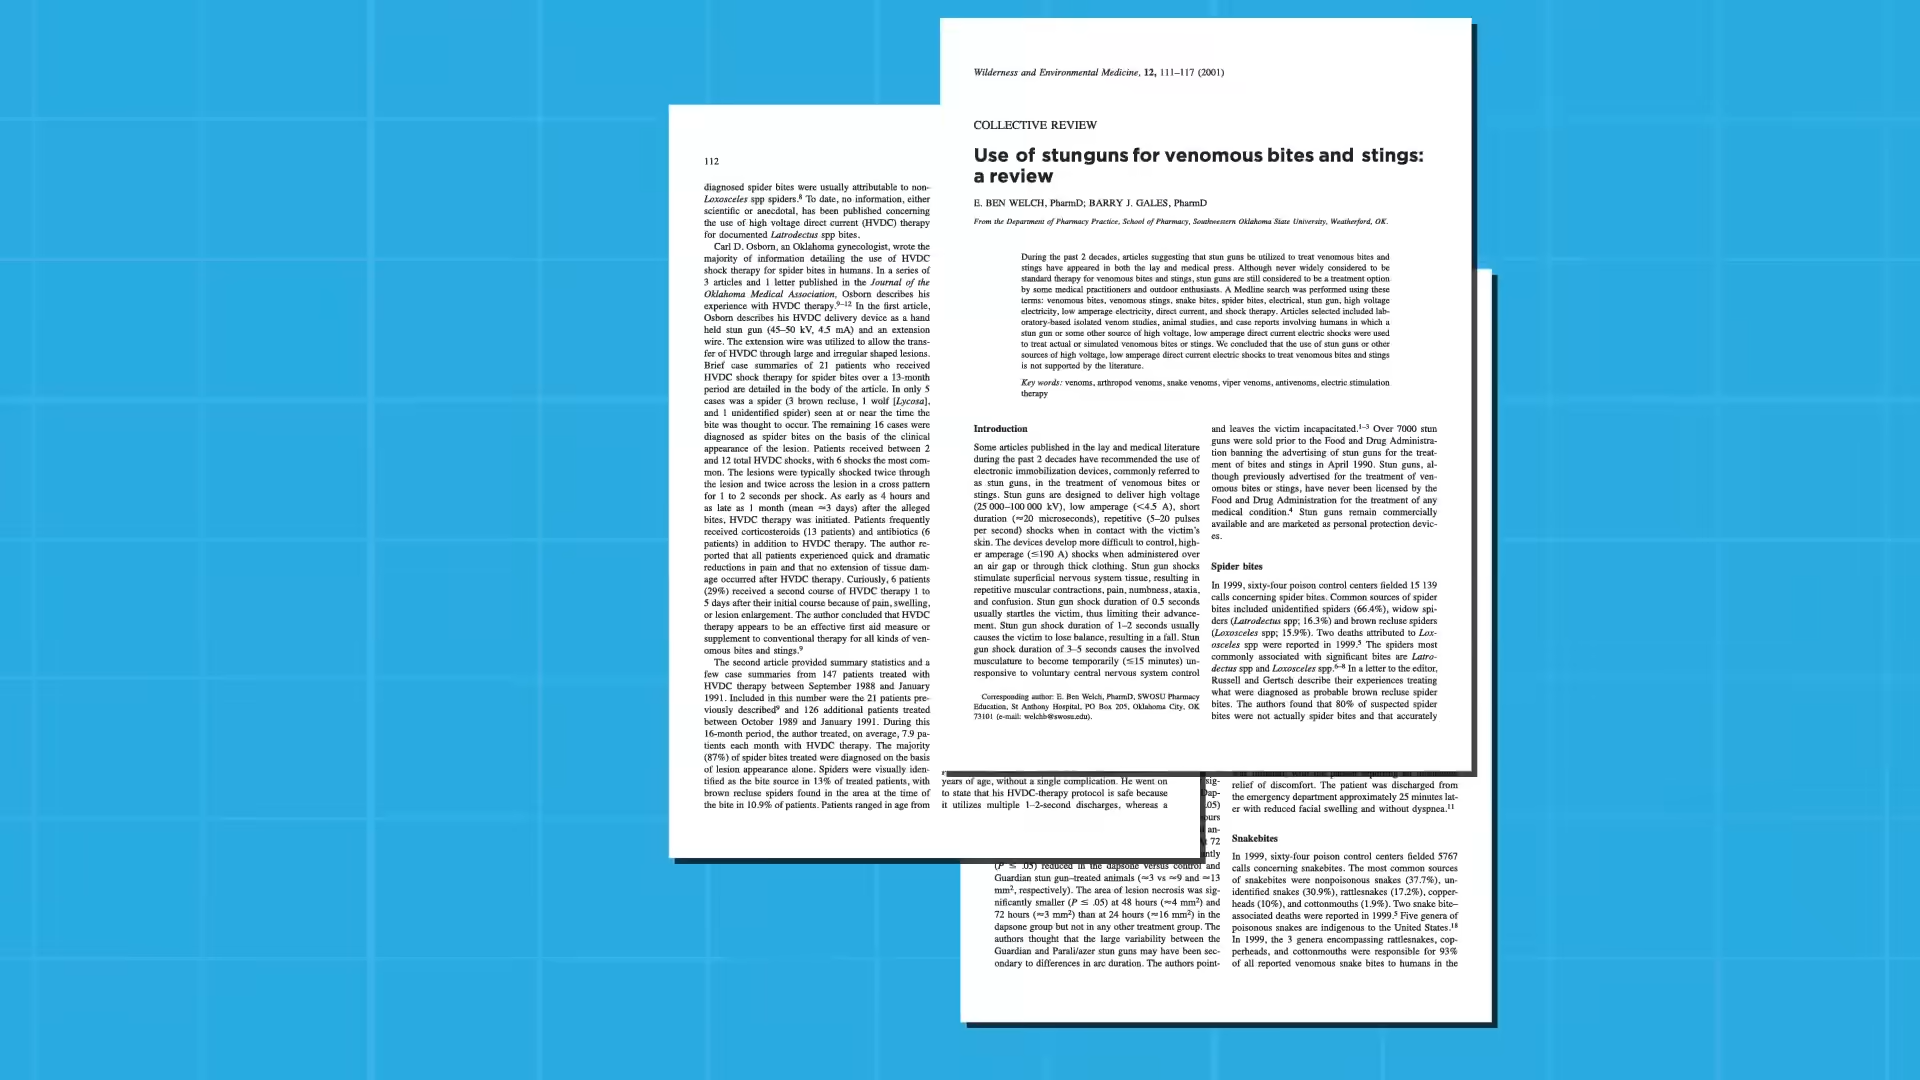 Wilderness and Environmental Medicine, 12, 111–117 (2001)
COLLECTIVE REVIEW
Use of stunguns for venomous bites and stings:
a review
E. BEN WELCH, PharmD; BARRY J. GALES, PharmD
From the Department of Pharmacy Practice, School of Pharmacy, Southwestern Oklahoma State University, Weatherford, OK.
During the past 2 decades, articles suggesting that stun guns be utilized to treat venomous bites and
stings have appeared in both the lay and medical press. Although never widely considered to be
standard therapy for venomous bites and stings, stun guns are still considered to be a treatment option
by some medical practitioners and outdoor enthusiasts. A Medline search was performed using these
terms: venomous bites, venomous stings, snake bites, spider bites, electrical, stun gun, high voltage
electricity, low amperage electricity, direct current, and shock therapy. Articles selected included lab-
oratory-based isolated venom studies, animal studies, and case reports involving humans in which a
stun gun or some other source of high voltage, low amperage direct current electric shocks were used
to treat actual or simulated venomous bites or stings. We concluded that the use of stun guns or other
sources of high voltage, low amperage direct current electric shocks to treat venomous bites and stings
is not supported by the literature.
Key words: venoms, arthropod venoms, snake venoms, viper venoms, antivenoms, electric stimulation
therapy
Introduction
Some articles published in the lay and medical literature
during the past 2 decades have recommended the use of
electronic immobilization devices, commonly referred to
as stun guns, in the treatment of venomous bites or
stings. Stun guns are designed to deliver high voltage
(25 000–100 000 kV), low amperage (<4.5 A), short
duration (≈20 microseconds), repetitive (5–20 pulses
per second) shocks when in contact with the victim's
skin. The devices develop more difficult to control, high-
er amperage (≤190 A) shocks when administered over
an air gap or through thick clothing. Stun gun shocks
stimulate superficial nervous system tissue, resulting in
repetitive muscular contractions, pain, numbness, ataxia,
and confusion. Stun gun shock duration of 0.5 seconds
usually startles the victim, thus limiting their advance-
ment. Stun gun shock duration of 1–2 seconds usually
causes the victim to lose balance, resulting in a fall. Stun
gun shock duration of 3–5 seconds causes the involved
musculature to become temporarily (≤15 minutes) un-
responsive to voluntary central nervous system control
Corresponding author: E. Ben Welch, PharmD, SWOSU Pharmacy
Education, St Anthony Hospital, PO Box 205, Oklahoma City, OK
73101 (e-mail: welchb@swosu.edu).
and leaves the victim incapacitated.1–3 Over 7000 stun
guns were sold prior to the Food and Drug Administra-
tion banning the advertising of stun guns for the treat-
ment of bites and stings in April 1990. Stun guns, al-
though previously advertised for the treatment of ven-
omous bites or stings, have never been licensed by the
Food and Drug Administration for the treatment of any
medical condition.4 Stun guns remain commercially
available and are marketed as personal protection devic-
es.
Spider bites
In 1999, sixty-four poison control centers fielded 15 139
calls concerning spider bites. Common sources of spider
bites included unidentified spiders (66.4%), widow spi-
ders (Latrodectus spp; 16.3%) and brown recluse spiders
(Loxosceles spp; 15.9%). Two deaths attributed to Lox-
osceles spp were reported in 1999.5 The spiders most
commonly associated with significant bites are Latro-
dectus spp and Loxosceles spp.6–8 In a letter to the editor,
Russell and Gertsch describe their experiences treating
what were diagnosed as probable brown recluse spider
bites. The authors found that 80% of suspected spider
bites were not actually spider bites and that accurately
112
diagnosed spider bites were usually attributable to non-
Loxosceles spp spiders.8 To date, no information, either
scientific or anecdotal, has been published concerning
the use of high voltage direct current (HVDC) therapy
for documented Latrodectus spp bites.
Carl D. Osborn, an Oklahoma gynecologist, wrote the
majority of information detailing the use of HVDC
shock therapy for spider bites in humans. In a series of
3 articles and 1 letter published in the Journal of the
Oklahoma Medical Association, Osborn describes his
experience with HVDC therapy.9–12 In the first article,
Osborn describes his HVDC delivery device as a hand
held stun gun (45–50 kV, 4.5 mA) and an extension
wire. The extension wire was utilized to allow the trans-
fer of HVDC through large and irregular shaped lesions.
Brief case summaries of 21 patients who received
HVDC shock therapy for spider bites over a 13-month
period are detailed in the body of the article. In only 5
cases was a spider (3 brown recluse, 1 wolf [Lycosa],
and 1 unidentified spider) seen at or near the time the
bite was thought to occur. The remaining 16 cases were
diagnosed as spider bites on the basis of the clinical
appearance of the lesion. Patients received between 2
and 12 total HVDC shocks, with 6 shocks the most com-
mon. The lesions were typically shocked twice through
the lesion and twice across the lesion in a cross pattern
for 1 to 2 seconds per shock. As early as 4 hours and
as late as 1 month (mean ≈3 days) after the alleged
bites, HVDC therapy was initiated. Patients frequently
received corticosteroids (13 patients) and antibiotics (6
patients) in addition to HVDC therapy. The author re-
ported that all patients experienced quick and dramatic
reductions in pain and that no extension of tissue dam-
age occurred after HVDC therapy. Curiously, 6 patients
(29%) received a second course of HVDC therapy 1 to
5 days after their initial course because of pain, swelling,
or lesion enlargement. The author concluded that HVDC
therapy appears to be an effective first aid measure or
supplement to conventional therapy for all kinds of ven-
omous bites and stings.9
The second article provided summary statistics and a
few case summaries from 147 patients treated with
HVDC therapy between September 1988 and January
1991. Included in this number were the 21 patients pre-
viously described9 and 126 additional patients treated
between October 1989 and January 1991. During this
16-month period, the author treated, on average, 7.9 pa-
tients each month with HVDC therapy. The majority
(87%) of spider bites treated were diagnosed on the basis
of lesion appearance alone. Spiders were visually iden-
tified as the bite source in 13% of treated patients, with
brown recluse spiders found in the area at the time of
the bite in 10.9% of patients. Patients ranged in age from
years of age, without a single complication. He went on
to state that his HVDC-therapy protocol is safe because
it utilizes multiple 1–2-second discharges, whereas a
sig-
.05)
ours
an-
72
ntly
(P ≤ .05) reduced in the dapsone versus control and
Guardian stun gun–treated animals (≈3 vs ≈9 and ≈13
mm2, respectively). The area of lesion necrosis was sig-
nificantly smaller (P ≤ .05) at 48 hours (≈4 mm2) and
72 hours (≈3 mm2) than at 24 hours (≈16 mm2) in the
dapsone group but not in any other treatment group. The
authors thought that the large variability between the
Guardian and Parali/azer stun guns may have been sec-
ondary to differences in arc duration. The authors point-
relief of discomfort. The patient was discharged from
the emergency department approximately 25 minutes lat-
er with reduced facial swelling and without dyspnea.11
Snakebites
In 1999, sixty-four poison control centers fielded 5767
calls concerning snakebites. The most common sources
of snakebites were nonpoisonous snakes (37.7%), un-
identified snakes (30.9%), rattlesnakes (17.2%), copper-
heads (10%), and cottonmouths (1.9%). Two snake bite–
associated deaths were reported in 1999.5 Five genera of
poisonous snakes are indigenous to the United States.18
In 1999, the 3 genera encompassing rattlesnakes, cop-
perheads, and cottonmouths were responsible for 93%
of all reported venomous snake bites to humans in the